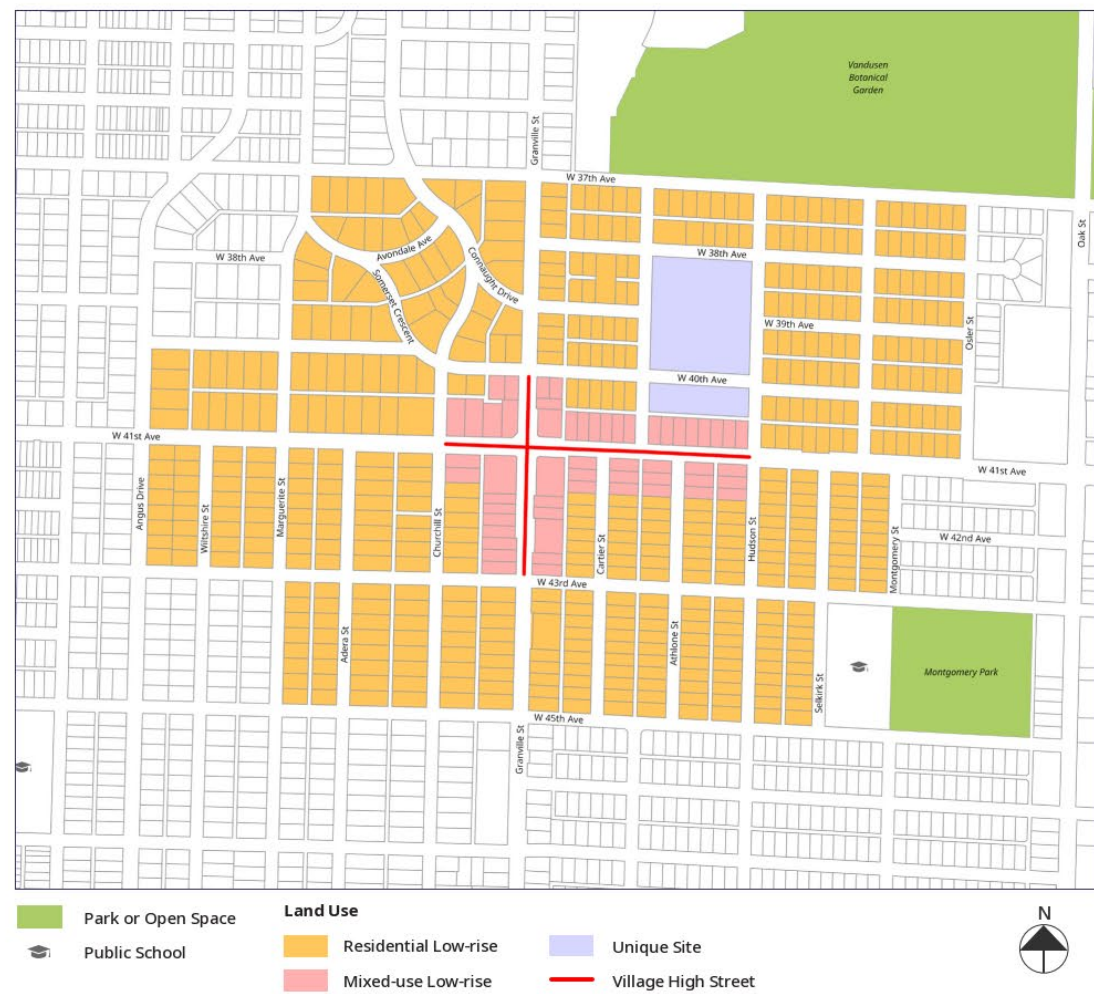 Vandusen
Botanical
Garden
Granville St
W 37th Ave
Oak St
Avondale Ave
W 38th Ave
W 38th Ave
Connaught Drive
Somerset Crescent
W 39th Ave
Osler St
W 40th Ave
W 41st Ave
W 41st Ave
Angus Drive
Wiltshire St
Marguerite St
Churchill St
Cartier St
Hudson St
Montgomery St
W 42nd Ave
W 43rd Ave
Adera St
Athlone St
Selkirk St
Montgomery Park
W 45th Ave
Granville St
Park or Open Space
Public School
Land Use
Residential Low-rise
Mixed-use Low-rise
Unique Site
Village High Street
N